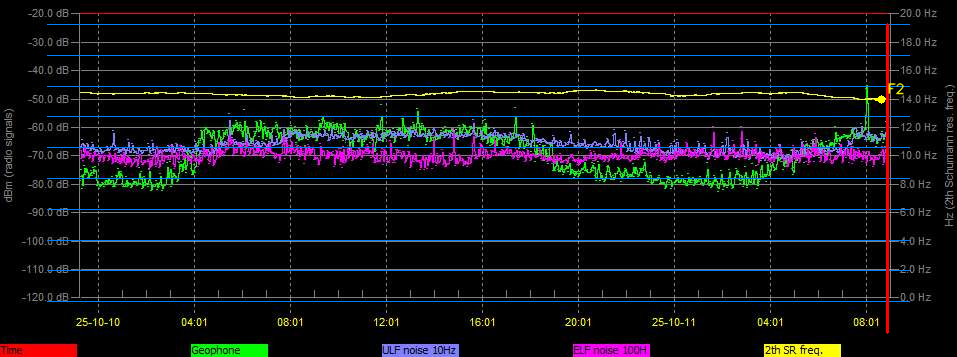 -20.0 dB 20.0 Hz
-30.0 dB 18.0 Hz
-40.0 dB 16.0 Hz
F2
-50.0 dB 14.0 Hz
-60.0 dB 12.0 Hz
-70.0 dB 10.0 Hz
-80.0 dB 8.0 Hz
-90.0 dB 6.0 Hz
-100.0 dB 4.0 Hz
-110.0 dB 2.0 Hz
-120.0 dB 0.0 Hz
dBm (radio signals)
Hz (2th Schumann res. freq.)
25-10-10 04:01 08:01 12:01 16:01 20:01 25-10-11 04:01 08:01
Time Geophone ULF noise 10Hz ELF noise 100H 2th SR freq.